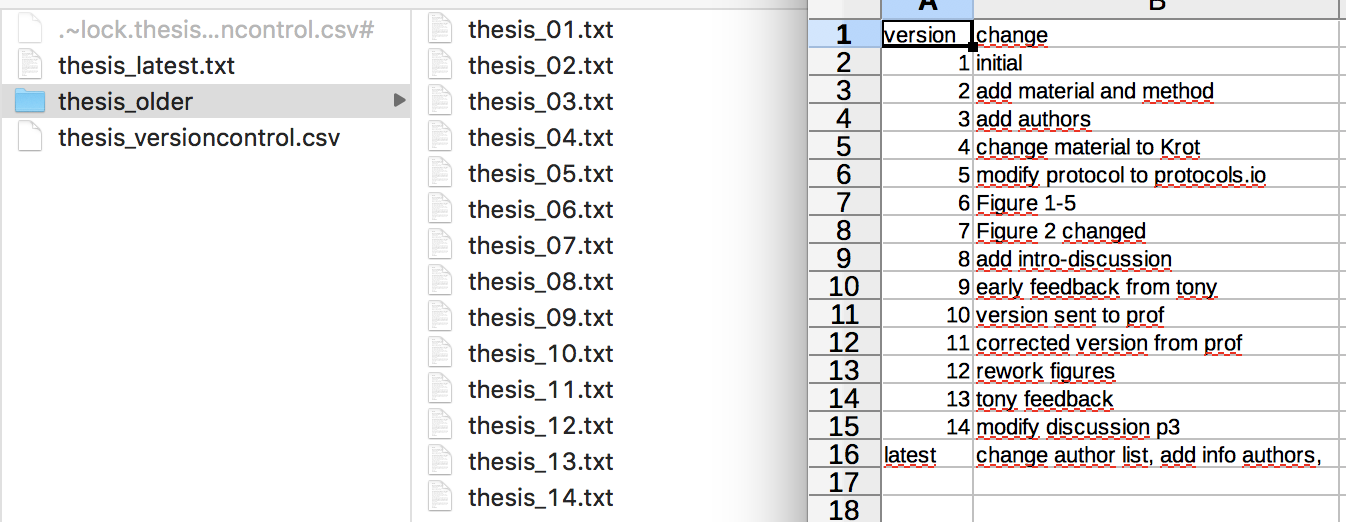 .~lock.thesis...ncontrol.csv#
thesis_latest.txt
thesis_older
thesis_versioncontrol.csv
thesis_01.txt
thesis_02.txt
thesis_03.txt
thesis_04.txt
thesis_05.txt
thesis_06.txt
thesis_07.txt
thesis_08.txt
thesis_09.txt
thesis_10.txt
thesis_11.txt
thesis_12.txt
thesis_13.txt
thesis_14.txt
A B
1 version change
2 1 initial
3 2 add material and method
4 3 add authors
5 4 change material to Krot
6 5 modify protocol to protocols.io
7 6 Figure 1-5
8 7 Figure 2 changed
9 8 add intro-discussion
10 9 early feedback from tony
11 10 version sent to prof
12 11 corrected version from prof
13 12 rework figures
14 13 tony feedback
15 14 modify discussion p3
16 latest change author list, add info authors,
17
18